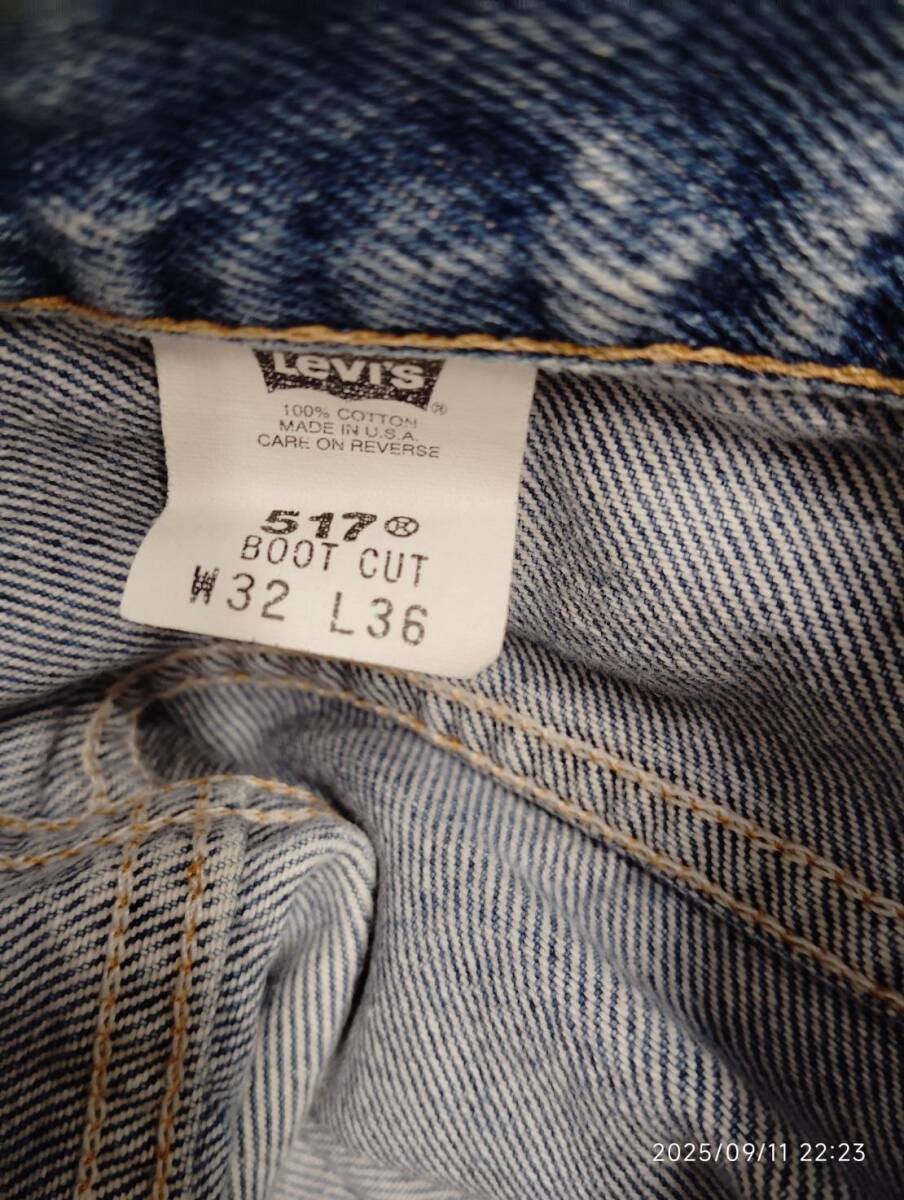 Levi's®
100% COTTON
MADE IN U.S.A.
CARE ON REVERSE
517®
BOOT CUT
W32 L36
2025/09/11 22:23